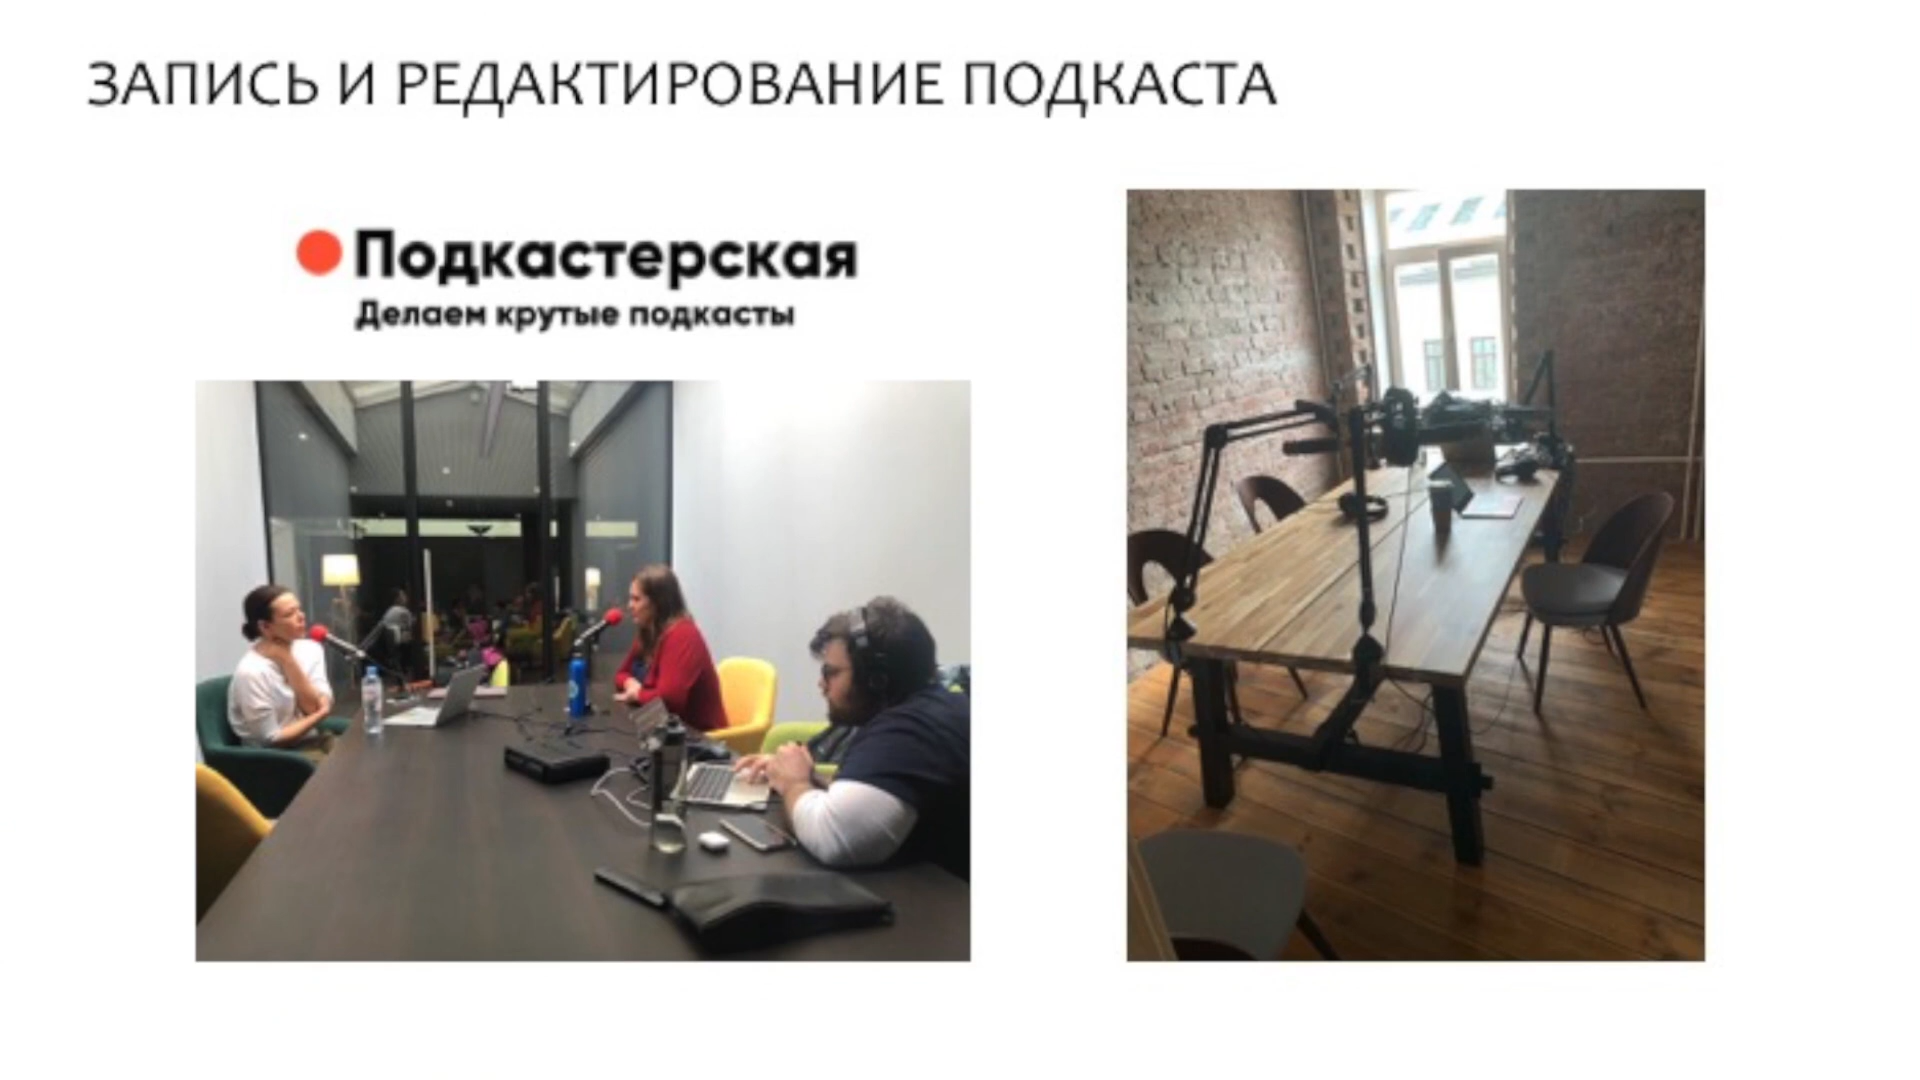 ЗАПИСЬ И РЕДАКТИРОВАНИЕ ПОДКАСТА
Подкастерская
Делаем крутые подкасты